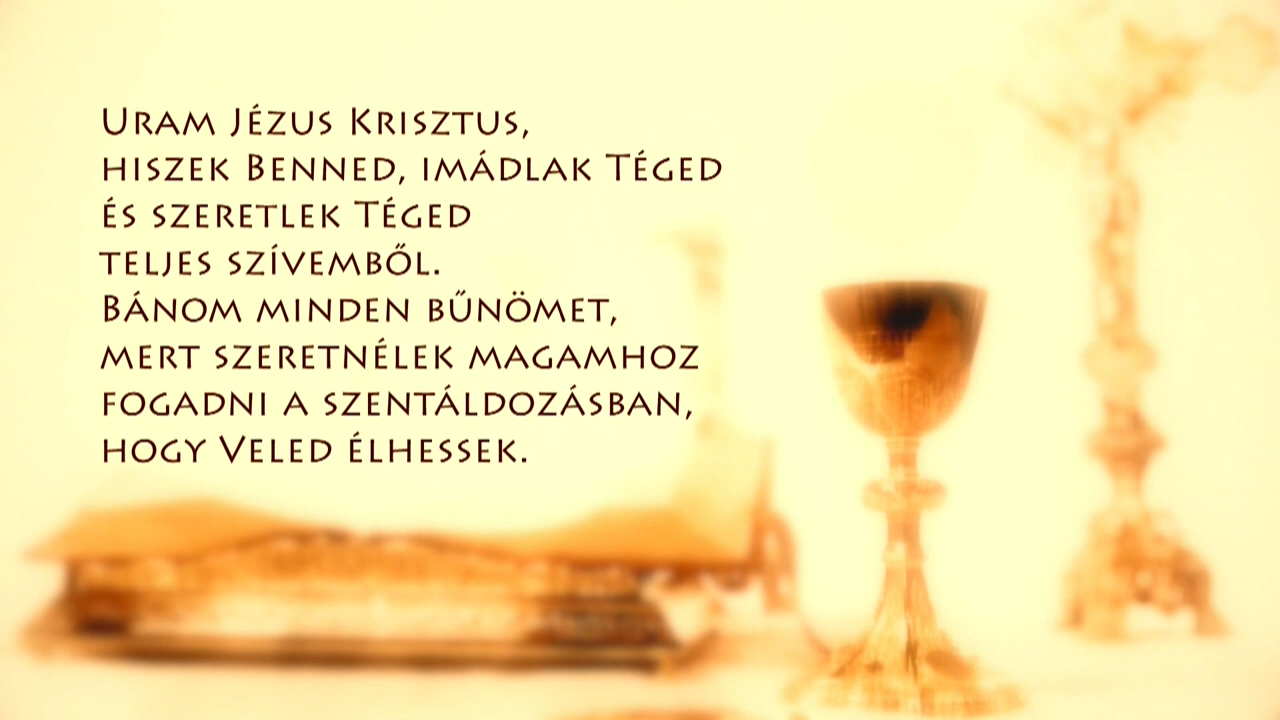 Uram Jézus Krisztus,
hiszek Benned, imádlak Téged
és szeretlek Téged
teljes szívemből.
Bánom minden bűnömet,
mert szeretnélek magamhoz
fogadni a szentáldozásban,
hogy Veled élhessek.